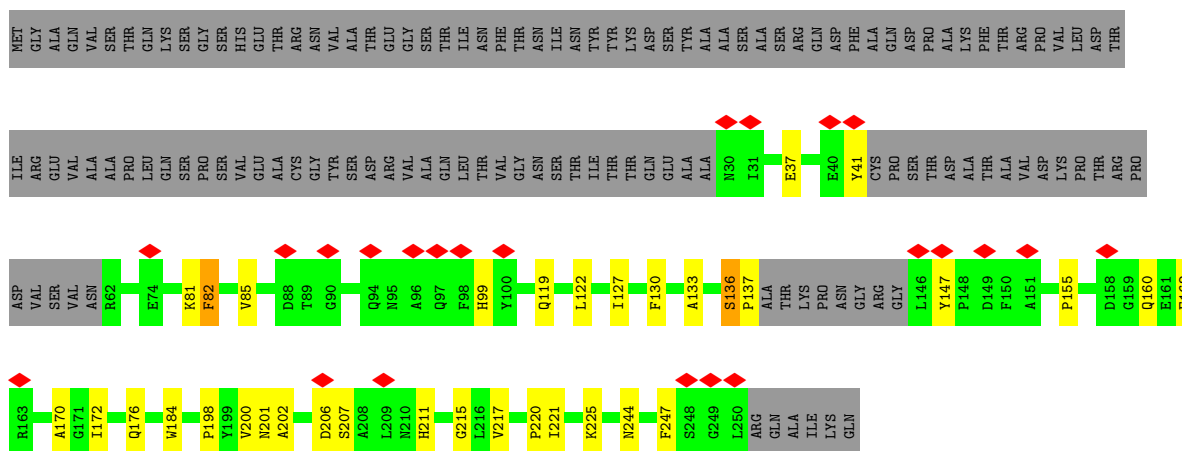 MET GLY ALA GLN VAL SER THR GLN LYS SER GLY SER HIS GLU THR ARG ASN VAL ALA THR GLU GLY SER THR ILE ASN PHE THR ASN ILE ASN TYR TYR LYS ASP SER TYR ALA ALA SER ALA SER ARG GLN ASP PHE ALA GLN ASP PRO ALA LYS PHE THR ARG PRO VAL LEU ASP THR
ILE ARG GLU VAL ALA ALA PRO LEU GLN SER PRO SER VAL GLU ALA CYS GLY TYR SER ASP ARG VAL ALA GLN LEU THR VAL GLY ASN SER THR ILE THR THR GLN GLU ALA ALA N30 I31 E37 E40 Y41 CYS PRO SER THR ASP ALA THR ALA VAL ASP LYS PRO THR ARG PRO
ASP VAL SER VAL ASN R62 E74 K81 F82 V85 D88 T89 G90 Q94 N95 A96 Q97 F98 H99 Y100 Q119 L122 I127 F130 A133 S136 P137 ALA THR LYS PRO ASN GLY ARG GLY L146 Y147 P148 D149 F150 A151 P155 D158 G159 Q160 E161
R163 A170 G171 I172 Q176 W184 P198 Y199 V200 N201 A202 D206 S207 A208 L209 N210 H211 G215 L216 V217 P220 I221 K225 N244 F247 S248 G249 L250 ARG GLN ALA ILE LYS GLN